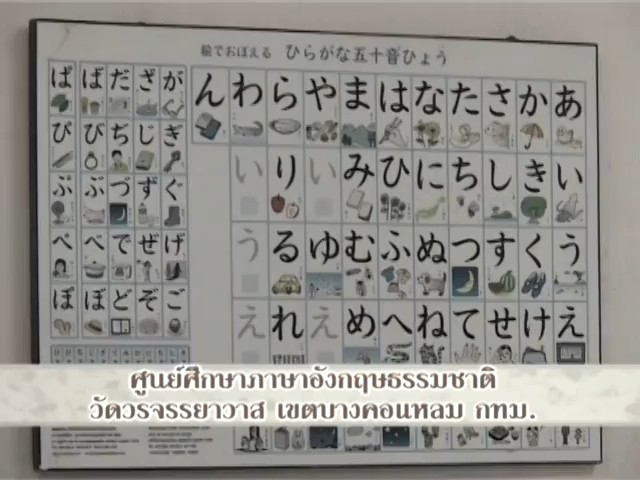 絵でおぼえる ひらがな五十音ひょう
ぱ ば だ ざ が ん わ ら や ま は な た さ か あ
ぴ び ぢ じ ぎ い り い み ひ に ち し き い
ぷ ぶ づ ず ぐ う る ゆ む ふ ぬ つ す く う
ぺ べ で ぜ げ え れ え め へ ね て せ け え
ぽ ぼ ど ぞ ご
ศูนย์ศึกษาภาษาอังกฤษธรรมชาติ
วัดวรจรรยาวาส เขตบางคอแหลม กทม.